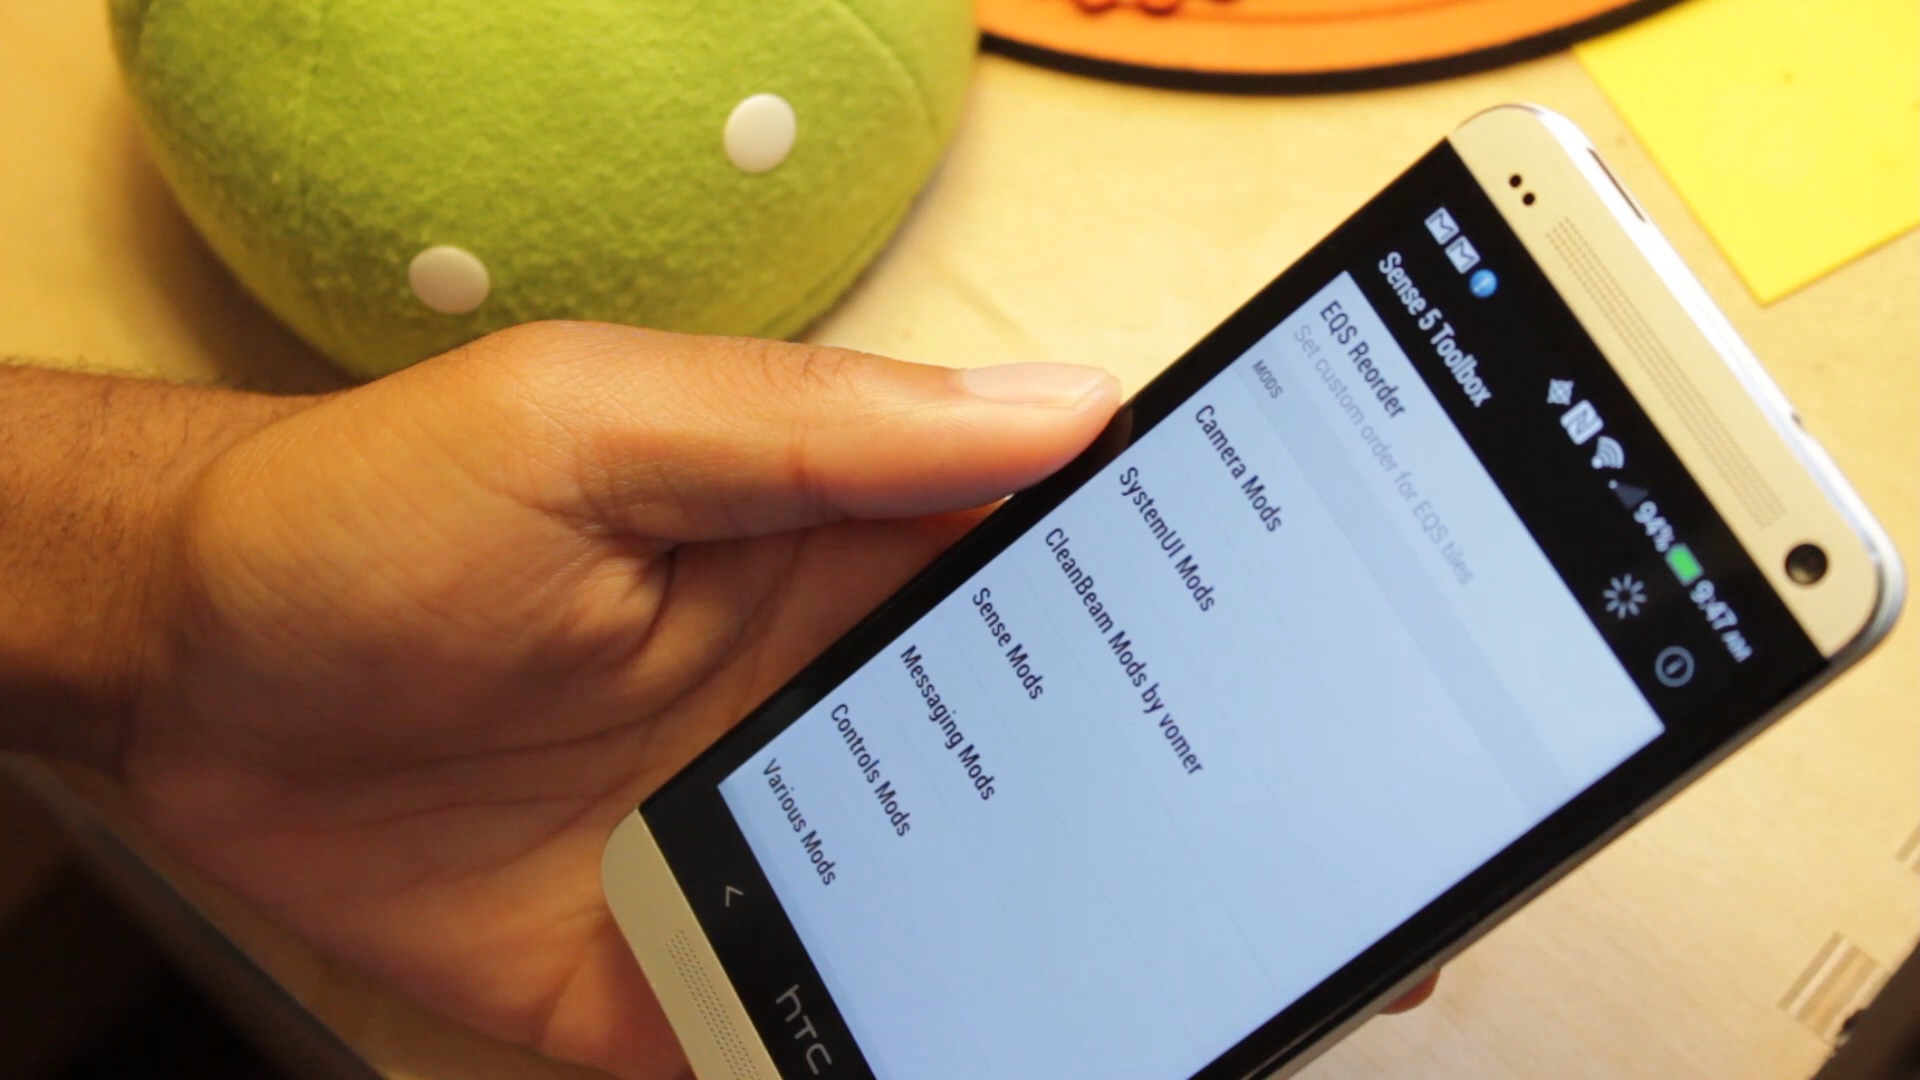 94% 9:47 AM
Sense 5 Toolbox
EQS Reorder
Set custom order for EQS tiles
MODS
Camera Mods
SystemUI Mods
CleanBeam Mods by vomer
Sense Mods
Messaging Mods
Controls Mods
Various Mods
hTC